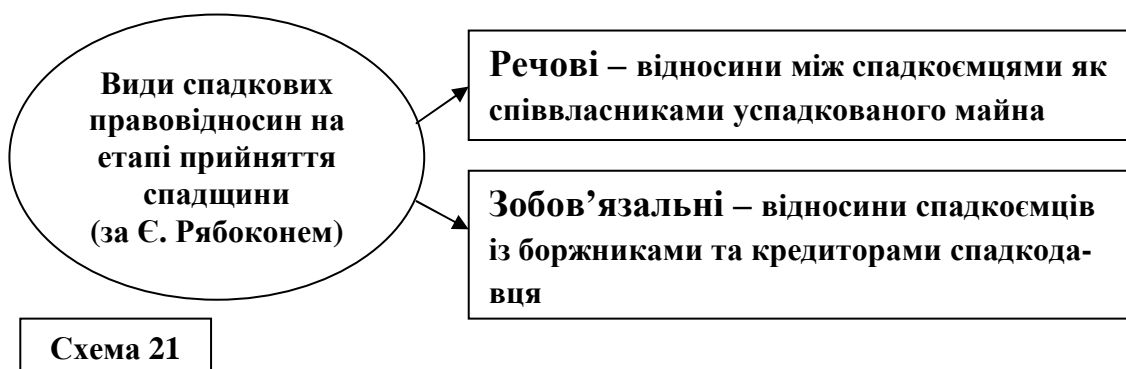 Види спадкових
правовідносин на
етапі прийняття
спадщини
(за Є. Рябоконем)
Речові – відносини між спадкоємцями як
співвласниками успадкованого майна
Зобов’язальні – відносини спадкоємців
із боржниками та кредиторами спадкода-
вця
Схема 21